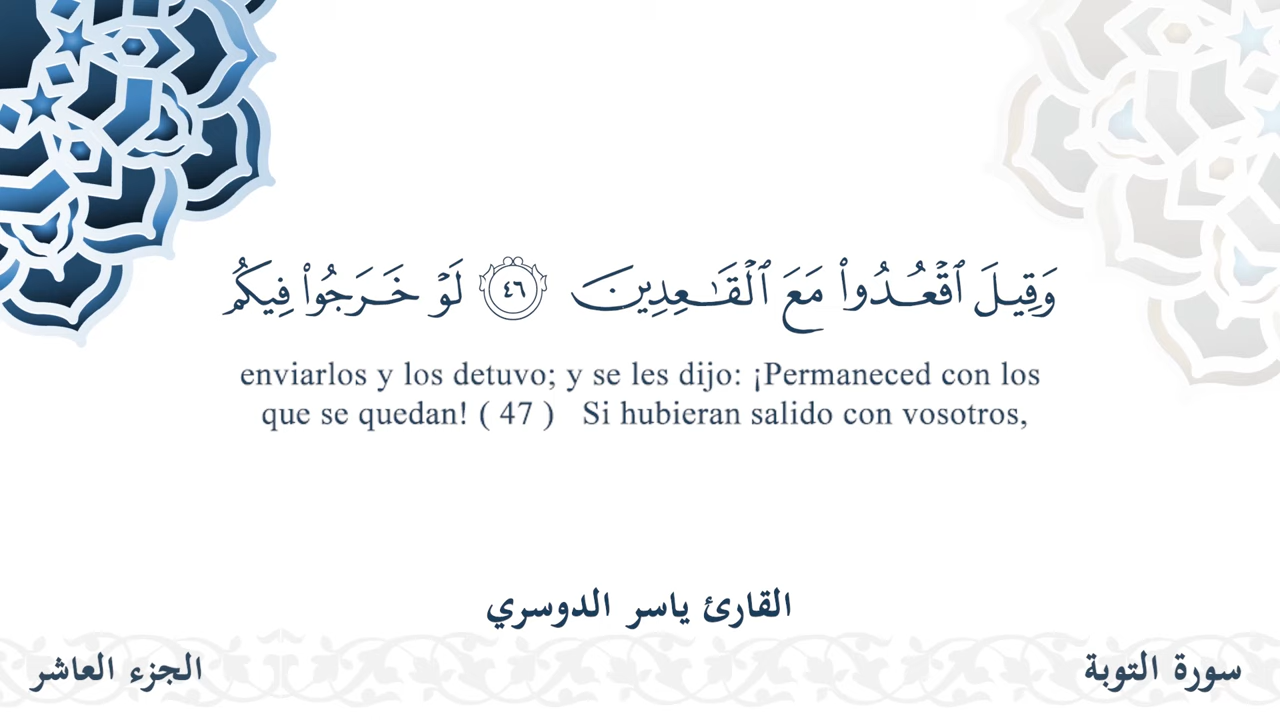 وَقِيلَ ٱقْعُدُوا۟ مَعَ ٱلْقَـٰعِدِينَ ٤٦ لَوْ خَرَجُوا۟ فِيكُم
enviarlos y los detuvo; y se les dijo: ¡Permaneced con los
que se quedan! ( 47 ) Si hubieran salido con vosotros,
القارئ ياسر الدوسري
سورة التوبة
الجزء العاشر